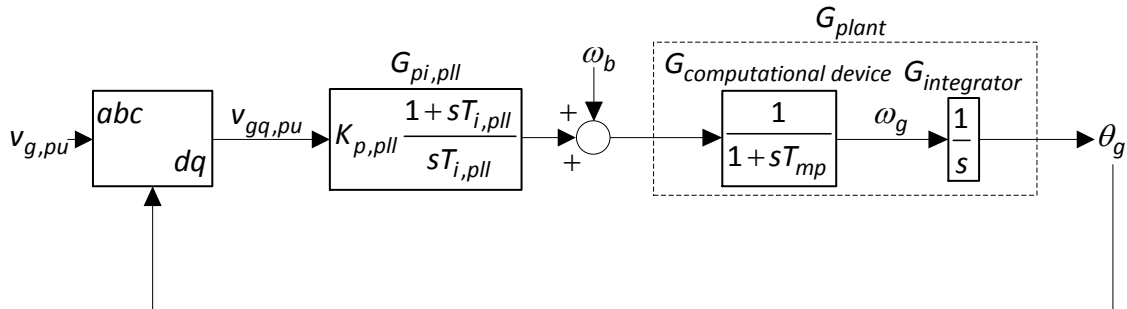 G_plant
G_pi,pll
ω_b
G_computational device
G_integrator
abc
dq
v_g,pu
v_gq,pu
K_p,pll (1 + sT_i,pll) / (sT_i,pll)
+
+
1 / (1 + sT_mp)
ω_g
1 / s
θ_g